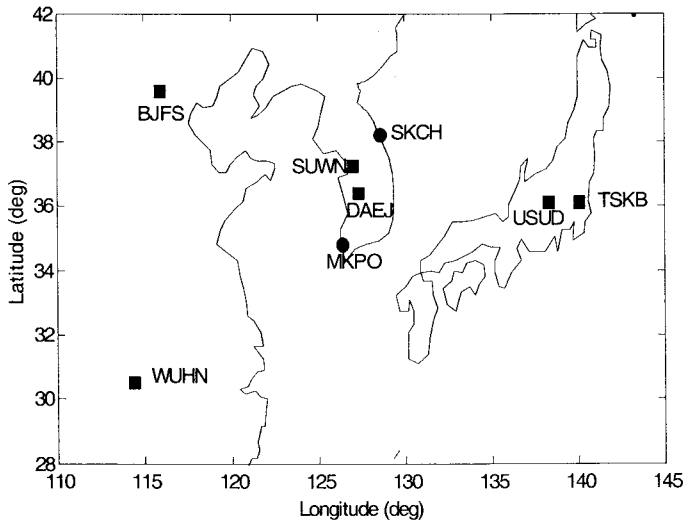 42
40
38
36
34
32
30
28
Latitude (deg)
BJFS
SKCH
SUWN
DAEJ
USUD
TSKB
MKPO
WUHN
110 115 120 125 130 135 140 145
Longitude (deg)